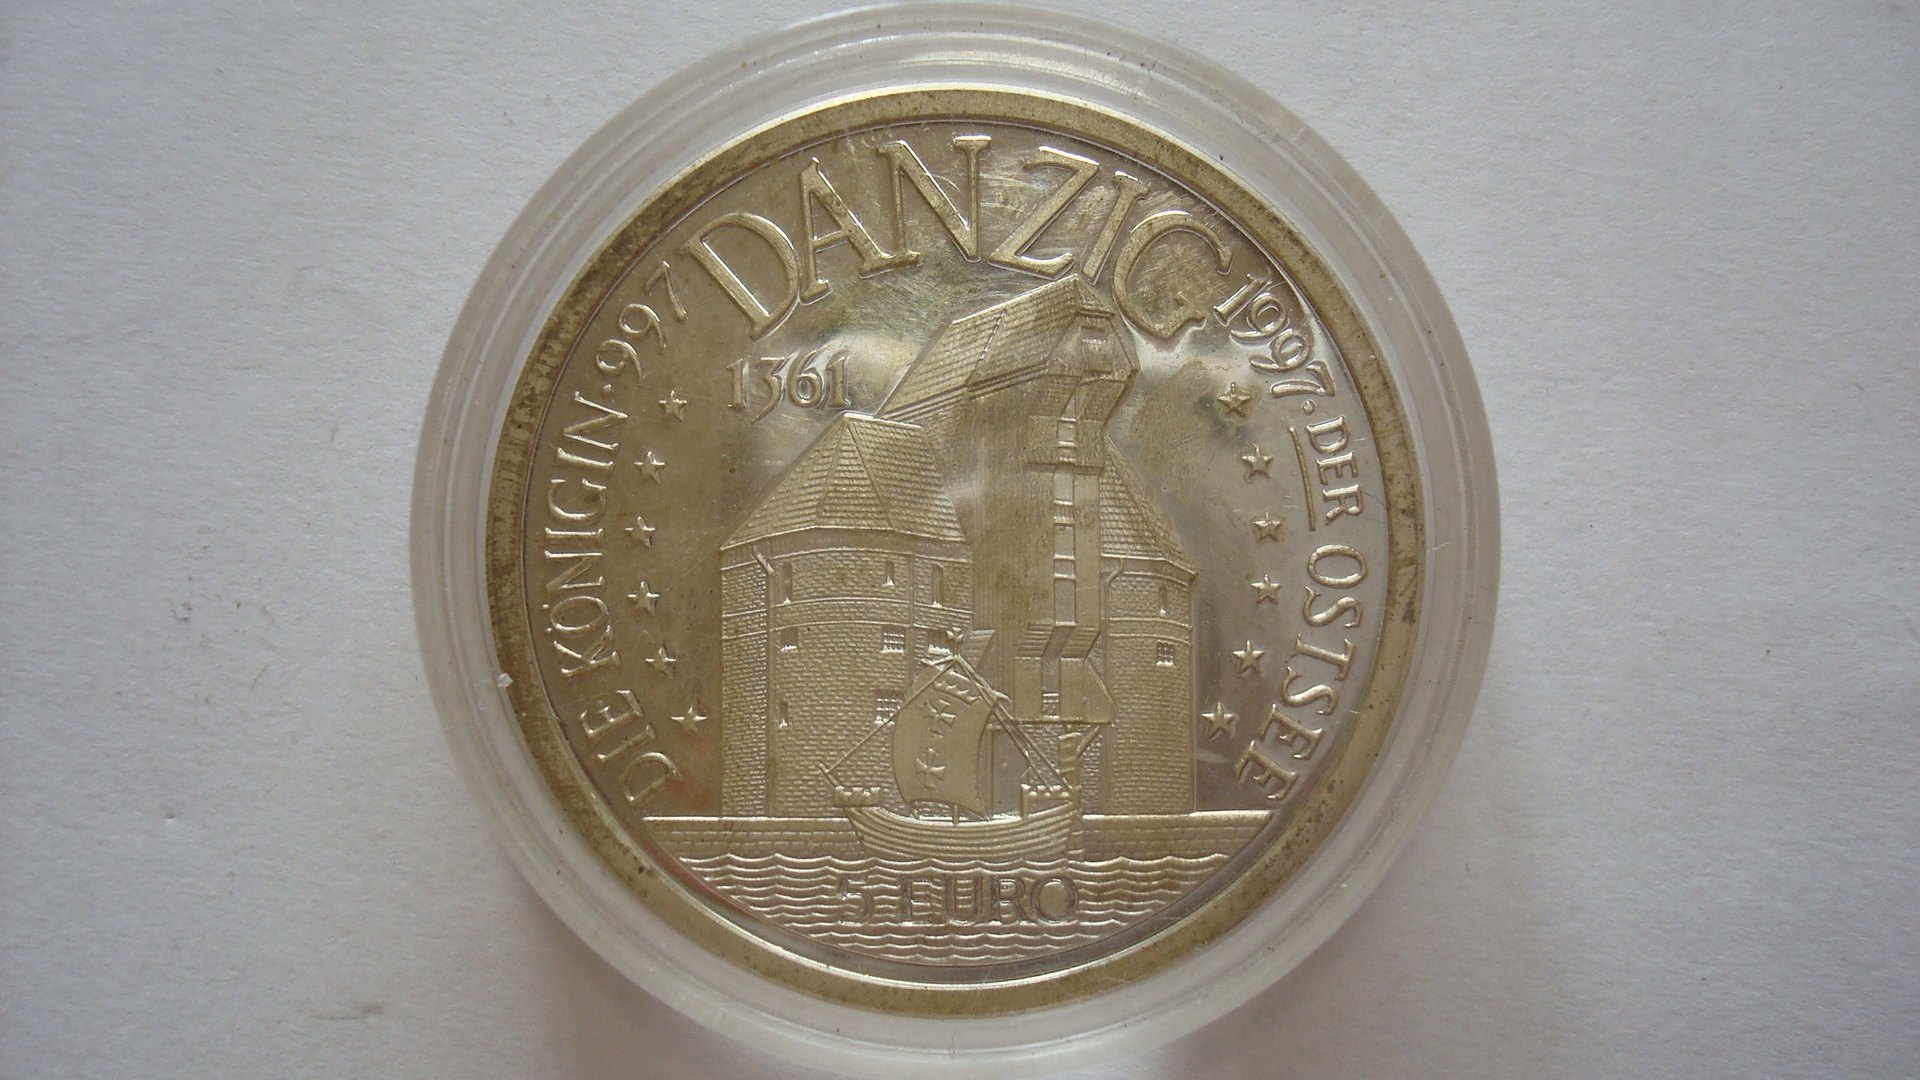 DIE KÖNIGIN · 997 DANZIG 1997 · DER OSTSEE
1361
5 EURO